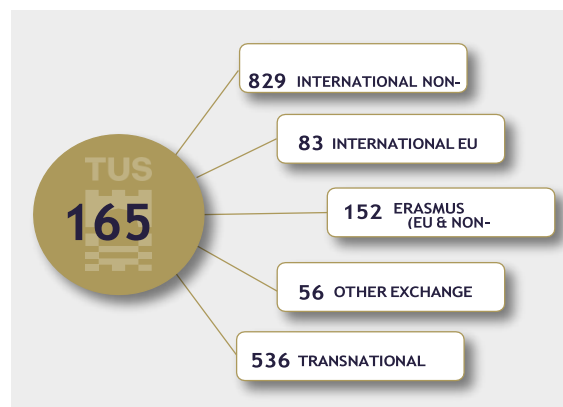 TUS
165
829 INTERNATIONAL NON-
83 INTERNATIONAL EU
152 ERASMUS
(EU & NON-
56 OTHER EXCHANGE
536 TRANSNATIONAL